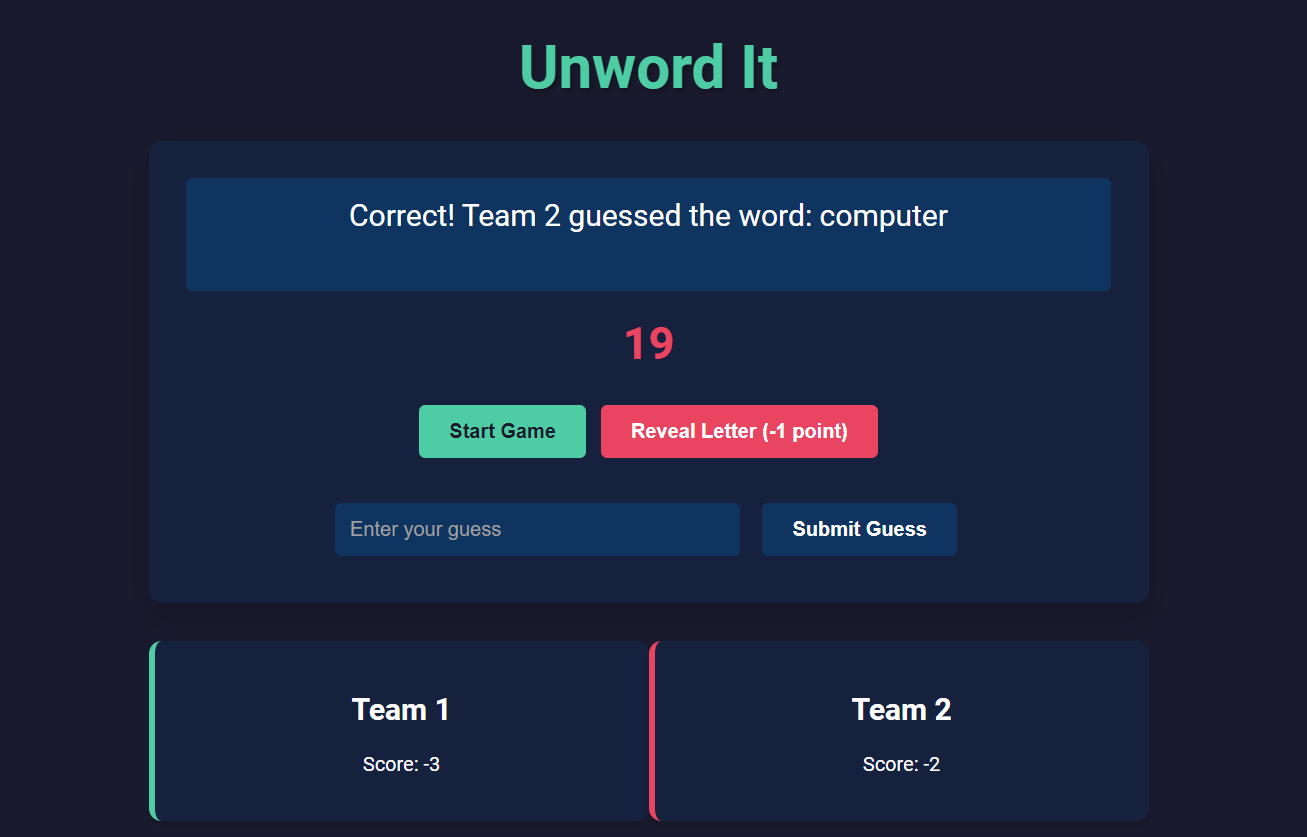 Unword It
Correct! Team 2 guessed the word: computer
19
Start Game
Reveal Letter (-1 point)
Enter your guess
Submit Guess
Team 1
Score: -3
Team 2
Score: -2